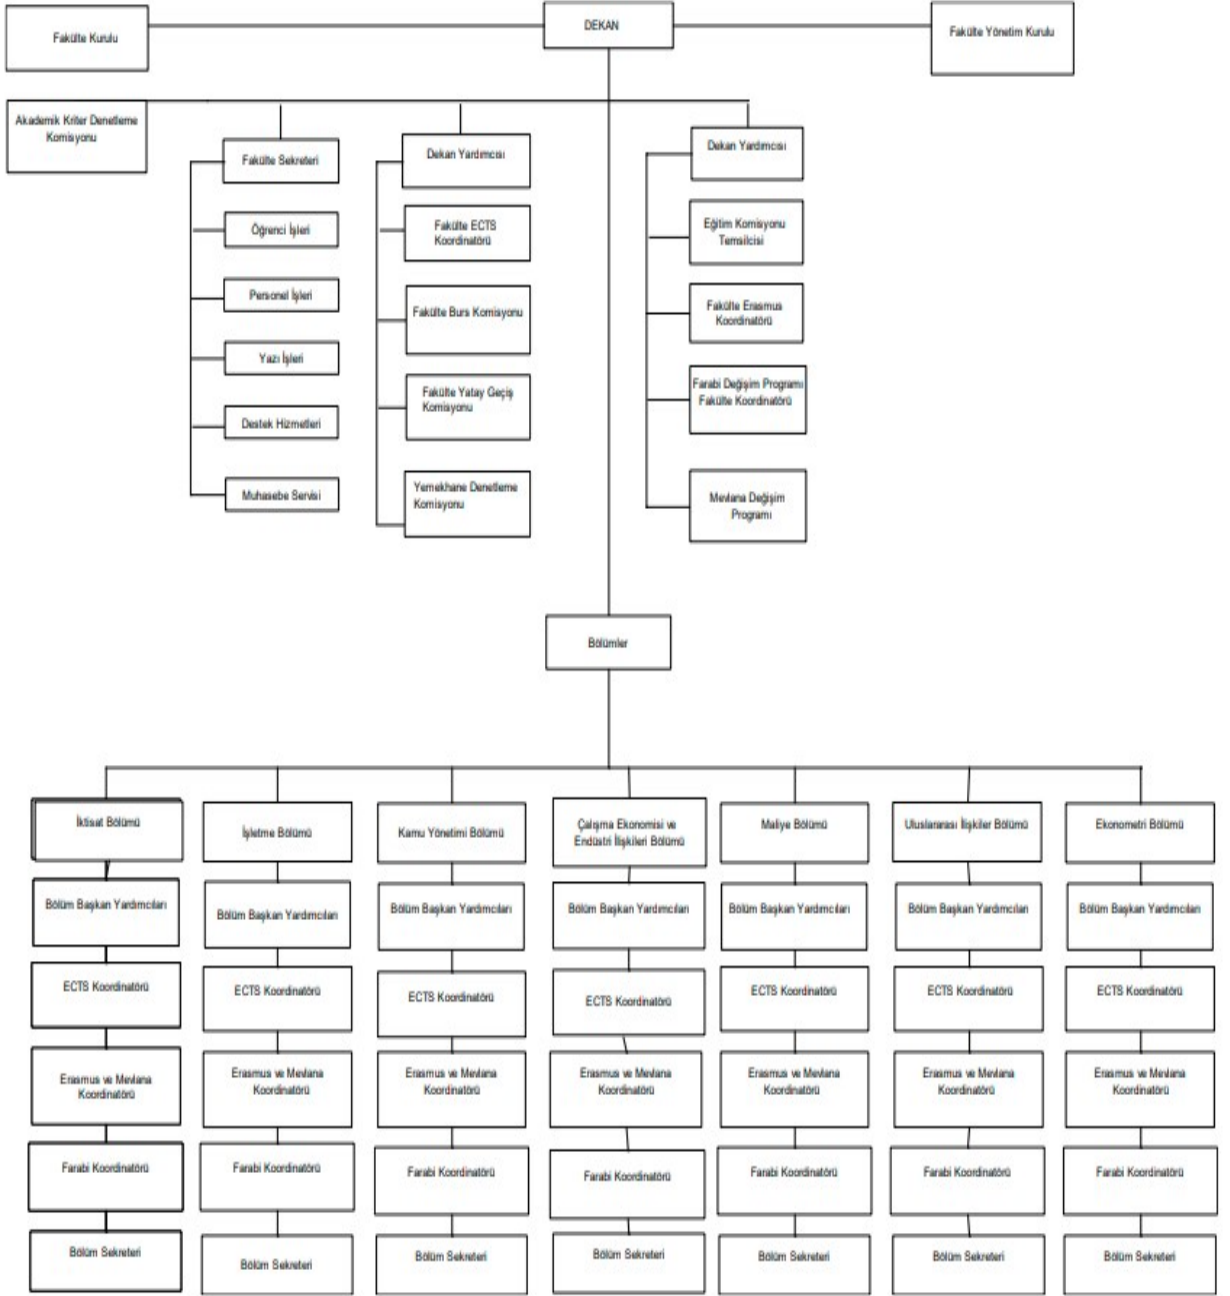 Fakülte Kurulu
DEKAN
Fakülte Yönetim Kurulu
Akademik Kriter Denetleme
Komisyonu
Fakülte Sekreteri
Öğrenci İşleri
Personel İşleri
Yazı İşleri
Destek Hizmetleri
Muhasebe Servisi
Dekan Yardımcısı
Fakülte ECTS
Koordinatörü
Fakülte Burs Komisyonu
Fakülte Yatay Geçiş
Komisyonu
Yemekhane Denetleme
Komisyonu
Dekan Yardımcısı
Eğitim Komisyonu
Temsilcisi
Fakülte Erasmus
Koordinatörü
Farabi Değişim Programı
Fakülte Koordinatörü
Mevlana Değişim
Programı
Bölümler
İktisat Bölümü
Bölüm Başkan Yardımcıları
ECTS Koordinatörü
Erasmus ve Mevlana
Koordinatörü
Farabi Koordinatörü
Bölüm Sekreteri
İşletme Bölümü
Bölüm Başkan Yardımcıları
ECTS Koordinatörü
Erasmus ve Mevlana
Koordinatörü
Farabi Koordinatörü
Bölüm Sekreteri
Kamu Yönetimi Bölümü
Bölüm Başkan Yardımcıları
ECTS Koordinatörü
Erasmus ve Mevlana
Koordinatörü
Farabi Koordinatörü
Bölüm Sekreteri
Çalışma Ekonomisi ve
Endüstri İlişkileri Bölümü
Bölüm Başkan Yardımcıları
ECTS Koordinatörü
Erasmus ve Mevlana
Koordinatörü
Farabi Koordinatörü
Bölüm Sekreteri
Maliye Bölümü
Bölüm Başkan Yardımcıları
ECTS Koordinatörü
Erasmus ve Mevlana
Koordinatörü
Farabi Koordinatörü
Bölüm Sekreteri
Uluslararası İlişkiler Bölümü
Bölüm Başkan Yardımcıları
ECTS Koordinatörü
Erasmus ve Mevlana
Koordinatörü
Farabi Koordinatörü
Bölüm Sekreteri
Ekonometri Bölümü
Bölüm Başkan Yardımcıları
ECTS Koordinatörü
Erasmus ve Mevlana
Koordinatörü
Farabi Koordinatörü
Bölüm Sekreteri